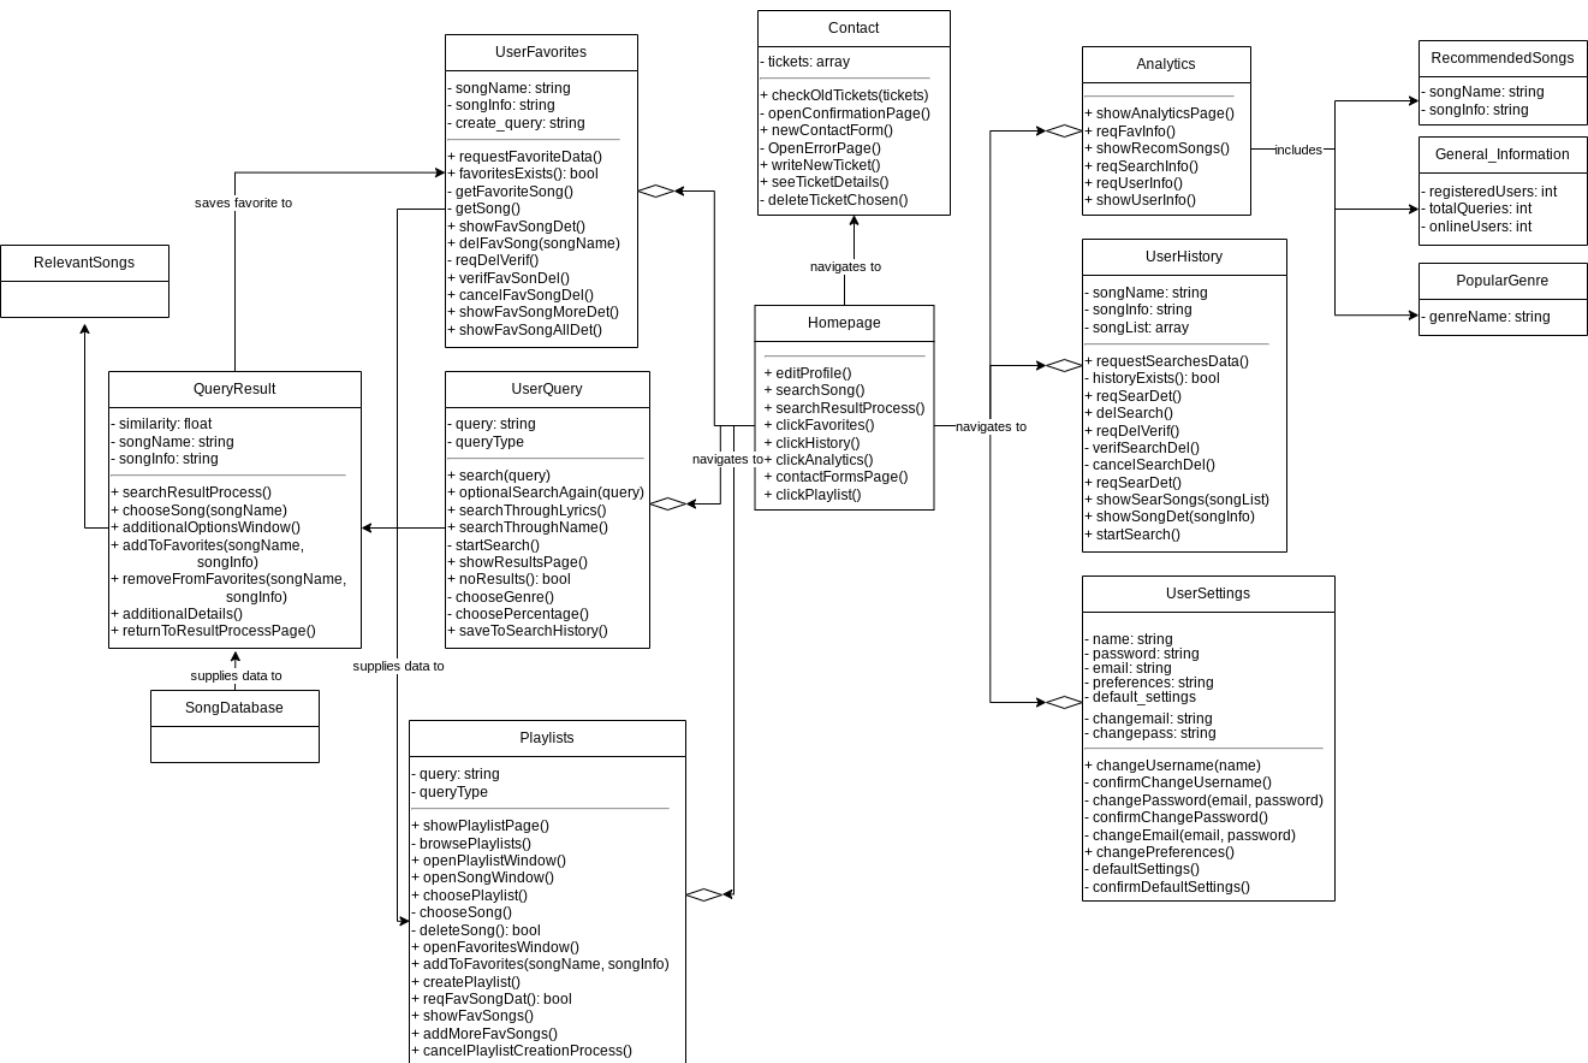 Contact
- tickets: array
+ checkOldTickets(tickets)
- openConfirmationPage()
+ newContactForm()
- OpenErrorPage()
+ writeNewTicket()
+ seeTicketDetails()
- deleteTicketChosen()
UserFavorites
- songName: string
- songInfo: string
- create_query: string
+ requestFavoriteData()
+ favoritesExists(): bool
- getFavoriteSong()
- getSong()
+ showFavSongDet()
+ delFavSong(songName)
- reqDelVerif()
+ verifFavSonDel()
+ cancelFavSongDel()
+ showFavSongMoreDet()
+ showFavSongAllDet()
Analytics
+ showAnalyticsPage()
+ reqFavInfo()
+ showRecomSongs()
+ reqSearchInfo()
+ reqUserInfo()
+ showUserInfo()
includes
RecommendedSongs
- songName: string
- songInfo: string
General_Information
- registeredUsers: int
- totalQueries: int
- onlineUsers: int
PopularGenre
- genreName: string
saves favorite to
RelevantSongs
navigates to
UserHistory
- songName: string
- songInfo: string
- songList: array
+ requestSearchesData()
- historyExists(): bool
+ reqSearDet()
+ delSearch()
+ reqDelVerif()
- verifSearchDel()
- cancelSearchDel()
+ reqSearDet()
+ showSearSongs(songList)
+ showSongDet(songInfo)
+ startSearch()
Homepage
+ editProfile()
+ searchSong()
+ searchResultProcess()
+ clickFavorites()
+ clickHistory()
+ clickAnalytics()
+ contactFormsPage()
+ clickPlaylist()
navigates to
navigates to
QueryResult
- similarity: float
- songName: string
- songInfo: string
+ searchResultProcess()
+ chooseSong(songName)
+ additionalOptionsWindow()
+ addToFavorites(songName,
songInfo)
+ removeFromFavorites(songName,
songInfo)
+ additionalDetails()
+ returnToResultProcessPage()
UserQuery
- query: string
- queryType
+ search(query)
+ optionalSearchAgain(query)
+ searchThroughLyrics()
+ searchThroughName()
- startSearch()
+ showResultsPage()
+ noResults(): bool
- chooseGenre()
- choosePercentage()
+ saveToSearchHistory()
supplies data to
supplies data to
SongDatabase
UserSettings
- name: string
- password: string
- email: string
- preferences: string
- default_settings
- changemail: string
- changepass: string
+ changeUsername(name)
- confirmChangeUsername()
- changePassword(email, password)
- confirmChangePassword()
- changeEmail(email, password)
+ changePreferences()
- defaultSettings()
- confirmDefaultSettings()
Playlists
- query: string
- queryType
+ showPlaylistPage()
- browsePlaylists()
+ openPlaylistWindow()
+ openSongWindow()
+ choosePlaylist()
- chooseSong()
- deleteSong(): bool
+ openFavoritesWindow()
+ addToFavorites(songName, songInfo)
+ createPlaylist()
+ reqFavSongDat(): bool
+ showFavSongs()
+ addMoreFavSongs()
+ cancelPlaylistCreationProcess()